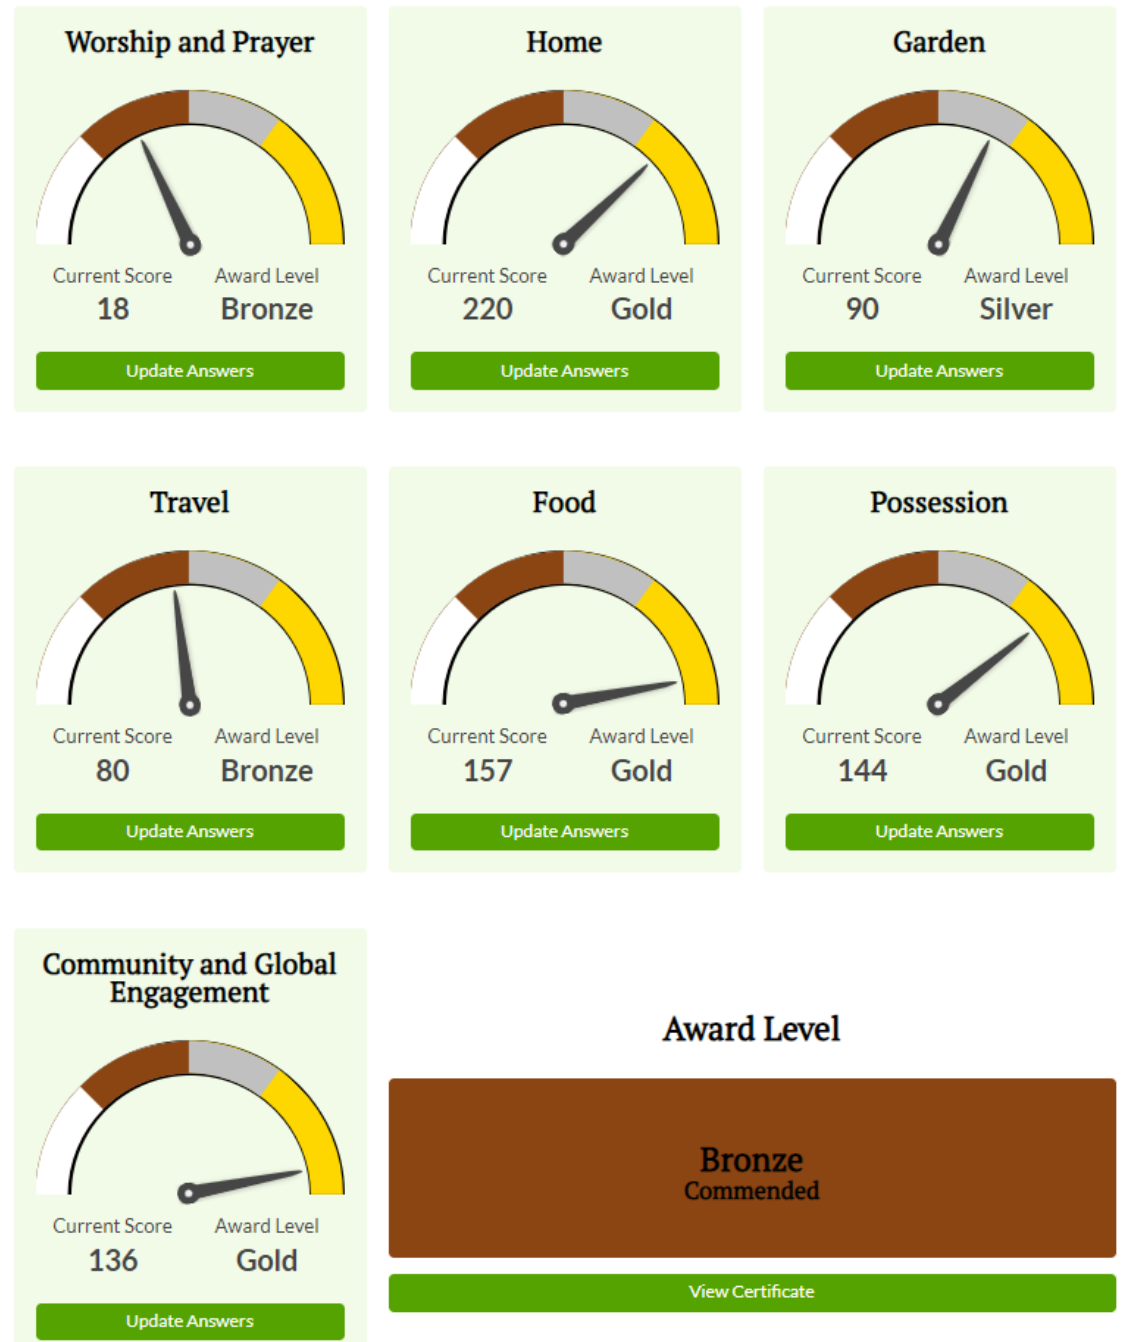 Worship and Prayer
Current Score Award Level
18 Bronze
Update Answers
Home
Current Score Award Level
220 Gold
Update Answers
Garden
Current Score Award Level
90 Silver
Update Answers
Travel
Current Score Award Level
80 Bronze
Update Answers
Food
Current Score Award Level
157 Gold
Update Answers
Possession
Current Score Award Level
144 Gold
Update Answers
Community and Global
Engagement
Current Score Award Level
136 Gold
Update Answers
Award Level
Bronze
Commended
View Certificate